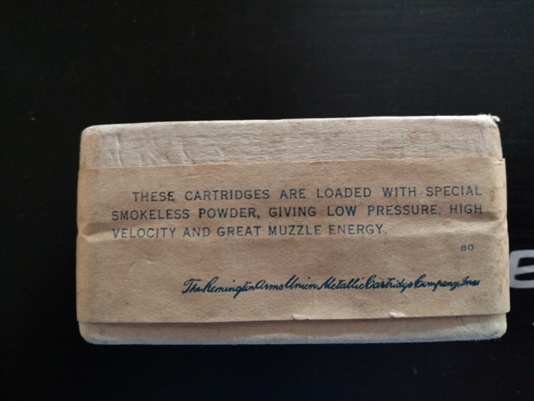 THESE CARTRIDGES ARE LOADED WITH SPECIAL
SMOKELESS POWDER, GIVING LOW PRESSURE, HIGH
VELOCITY AND GREAT MUZZLE ENERGY.
80
The Remington Arms Union Metallic Cartridge Company, Inc.